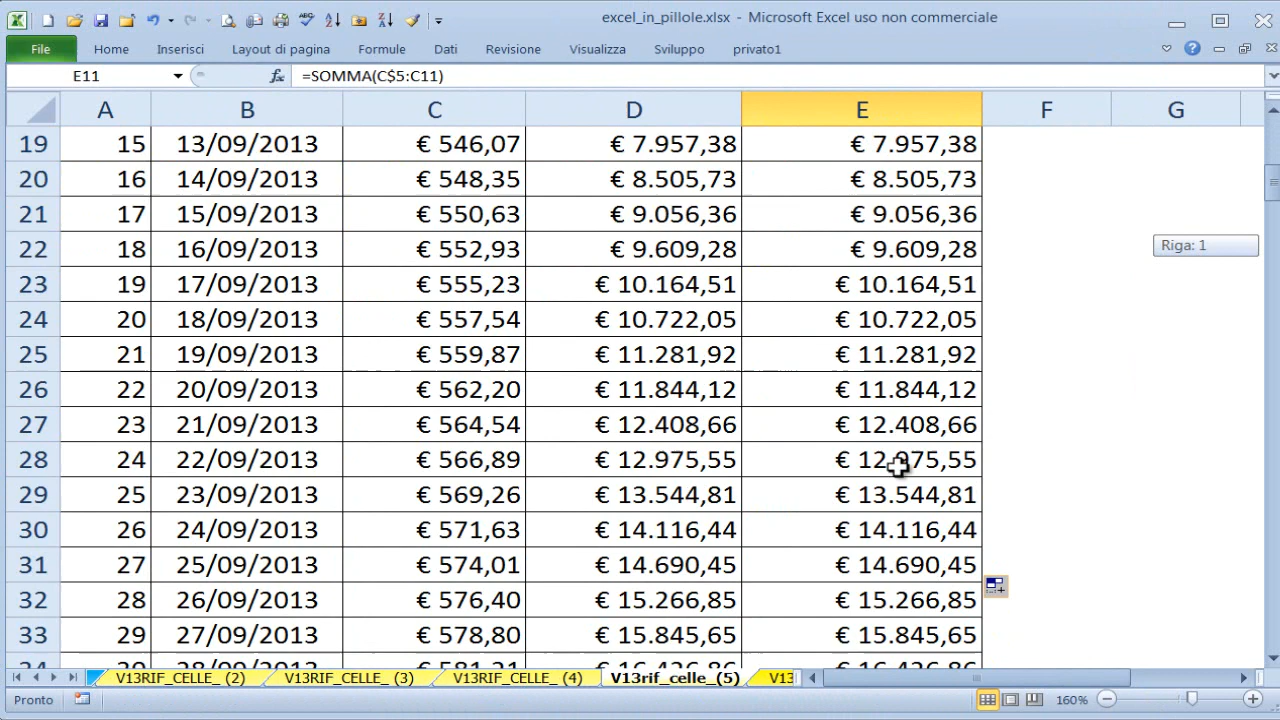 excel_in_pillole.xlsx - Microsoft Excel uso non commerciale
File Home Inserisci Layout di pagina Formule Dati Revisione Visualizza Sviluppo privato1
E11 fx =SOMMA(C$5:C11)
A B C D E F G
19 15 13/09/2013 € 546,07 € 7.957,38 € 7.957,38
20 16 14/09/2013 € 548,35 € 8.505,73 € 8.505,73
21 17 15/09/2013 € 550,63 € 9.056,36 € 9.056,36
22 18 16/09/2013 € 552,93 € 9.609,28 € 9.609,28 Riga: 1
23 19 17/09/2013 € 555,23 € 10.164,51 € 10.164,51
24 20 18/09/2013 € 557,54 € 10.722,05 € 10.722,05
25 21 19/09/2013 € 559,87 € 11.281,92 € 11.281,92
26 22 20/09/2013 € 562,20 € 11.844,12 € 11.844,12
27 23 21/09/2013 € 564,54 € 12.408,66 € 12.408,66
28 24 22/09/2013 € 566,89 € 12.975,55 € 12.975,55
29 25 23/09/2013 € 569,26 € 13.544,81 € 13.544,81
30 26 24/09/2013 € 571,63 € 14.116,44 € 14.116,44
31 27 25/09/2013 € 574,01 € 14.690,45 € 14.690,45
32 28 26/09/2013 € 576,40 € 15.266,85 € 15.266,85
33 29 27/09/2013 € 578,80 € 15.845,65 € 15.845,65
V13RIF_CELLE_ (2) V13RIF_CELLE_ (3) V13RIF_CELLE_ (4) V13rif_celle_(5) V13
Pronto 160%